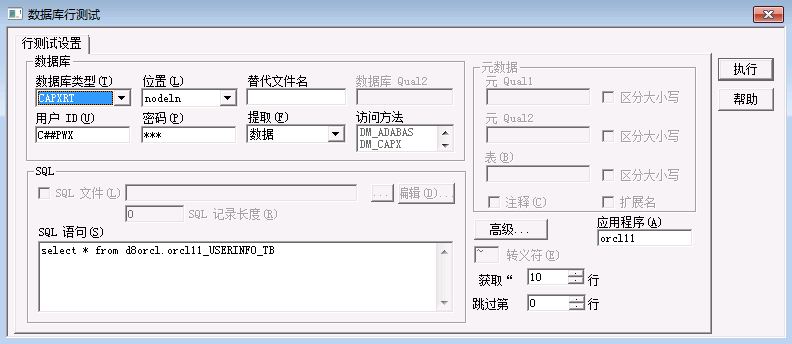 数据库行测试
行测试设置
数据库
数据库类型(T)
位置(L)
替代文件名
数据库 Qual2
CAPXRT
nodeln
用户 ID(U)
密码(P)
提取(F)
访问方法
C##PWX
***
数据
DM_ADABAS
DM_CAPX
SQL
SQL 文件(L)
...
编辑(D)...
0
SQL 记录长度(R)
SQL 语句(S)
select * from d8orcl.orcl11_USERINFO_TB
元数据
元 Qual1
区分大小写
元 Qual2
区分大小写
表(B)
区分大小写
注释(C)
扩展名
高级...
应用程序(A)
orcl11
~
转义符(E)
获取“
10
行
跳过第
0
行
执行
帮助